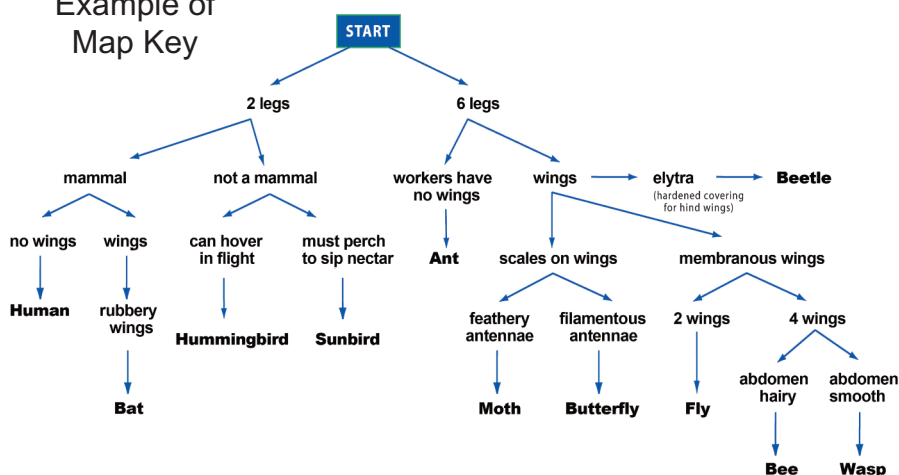 Example of
Map Key
START
2 legs
6 legs
mammal
not a mammal
workers have
no wings
wings
elytra
(hardened covering
for hind wings)
Beetle
no wings
wings
can hover
in flight
must perch
to sip nectar
Ant
scales on wings
membranous wings
Human
rubbery
wings
Hummingbird
Sunbird
feathery
antennae
filamentous
antennae
2 wings
4 wings
Bat
Moth
Butterfly
Fly
abdomen
hairy
abdomen
smooth
Bee
Wasp